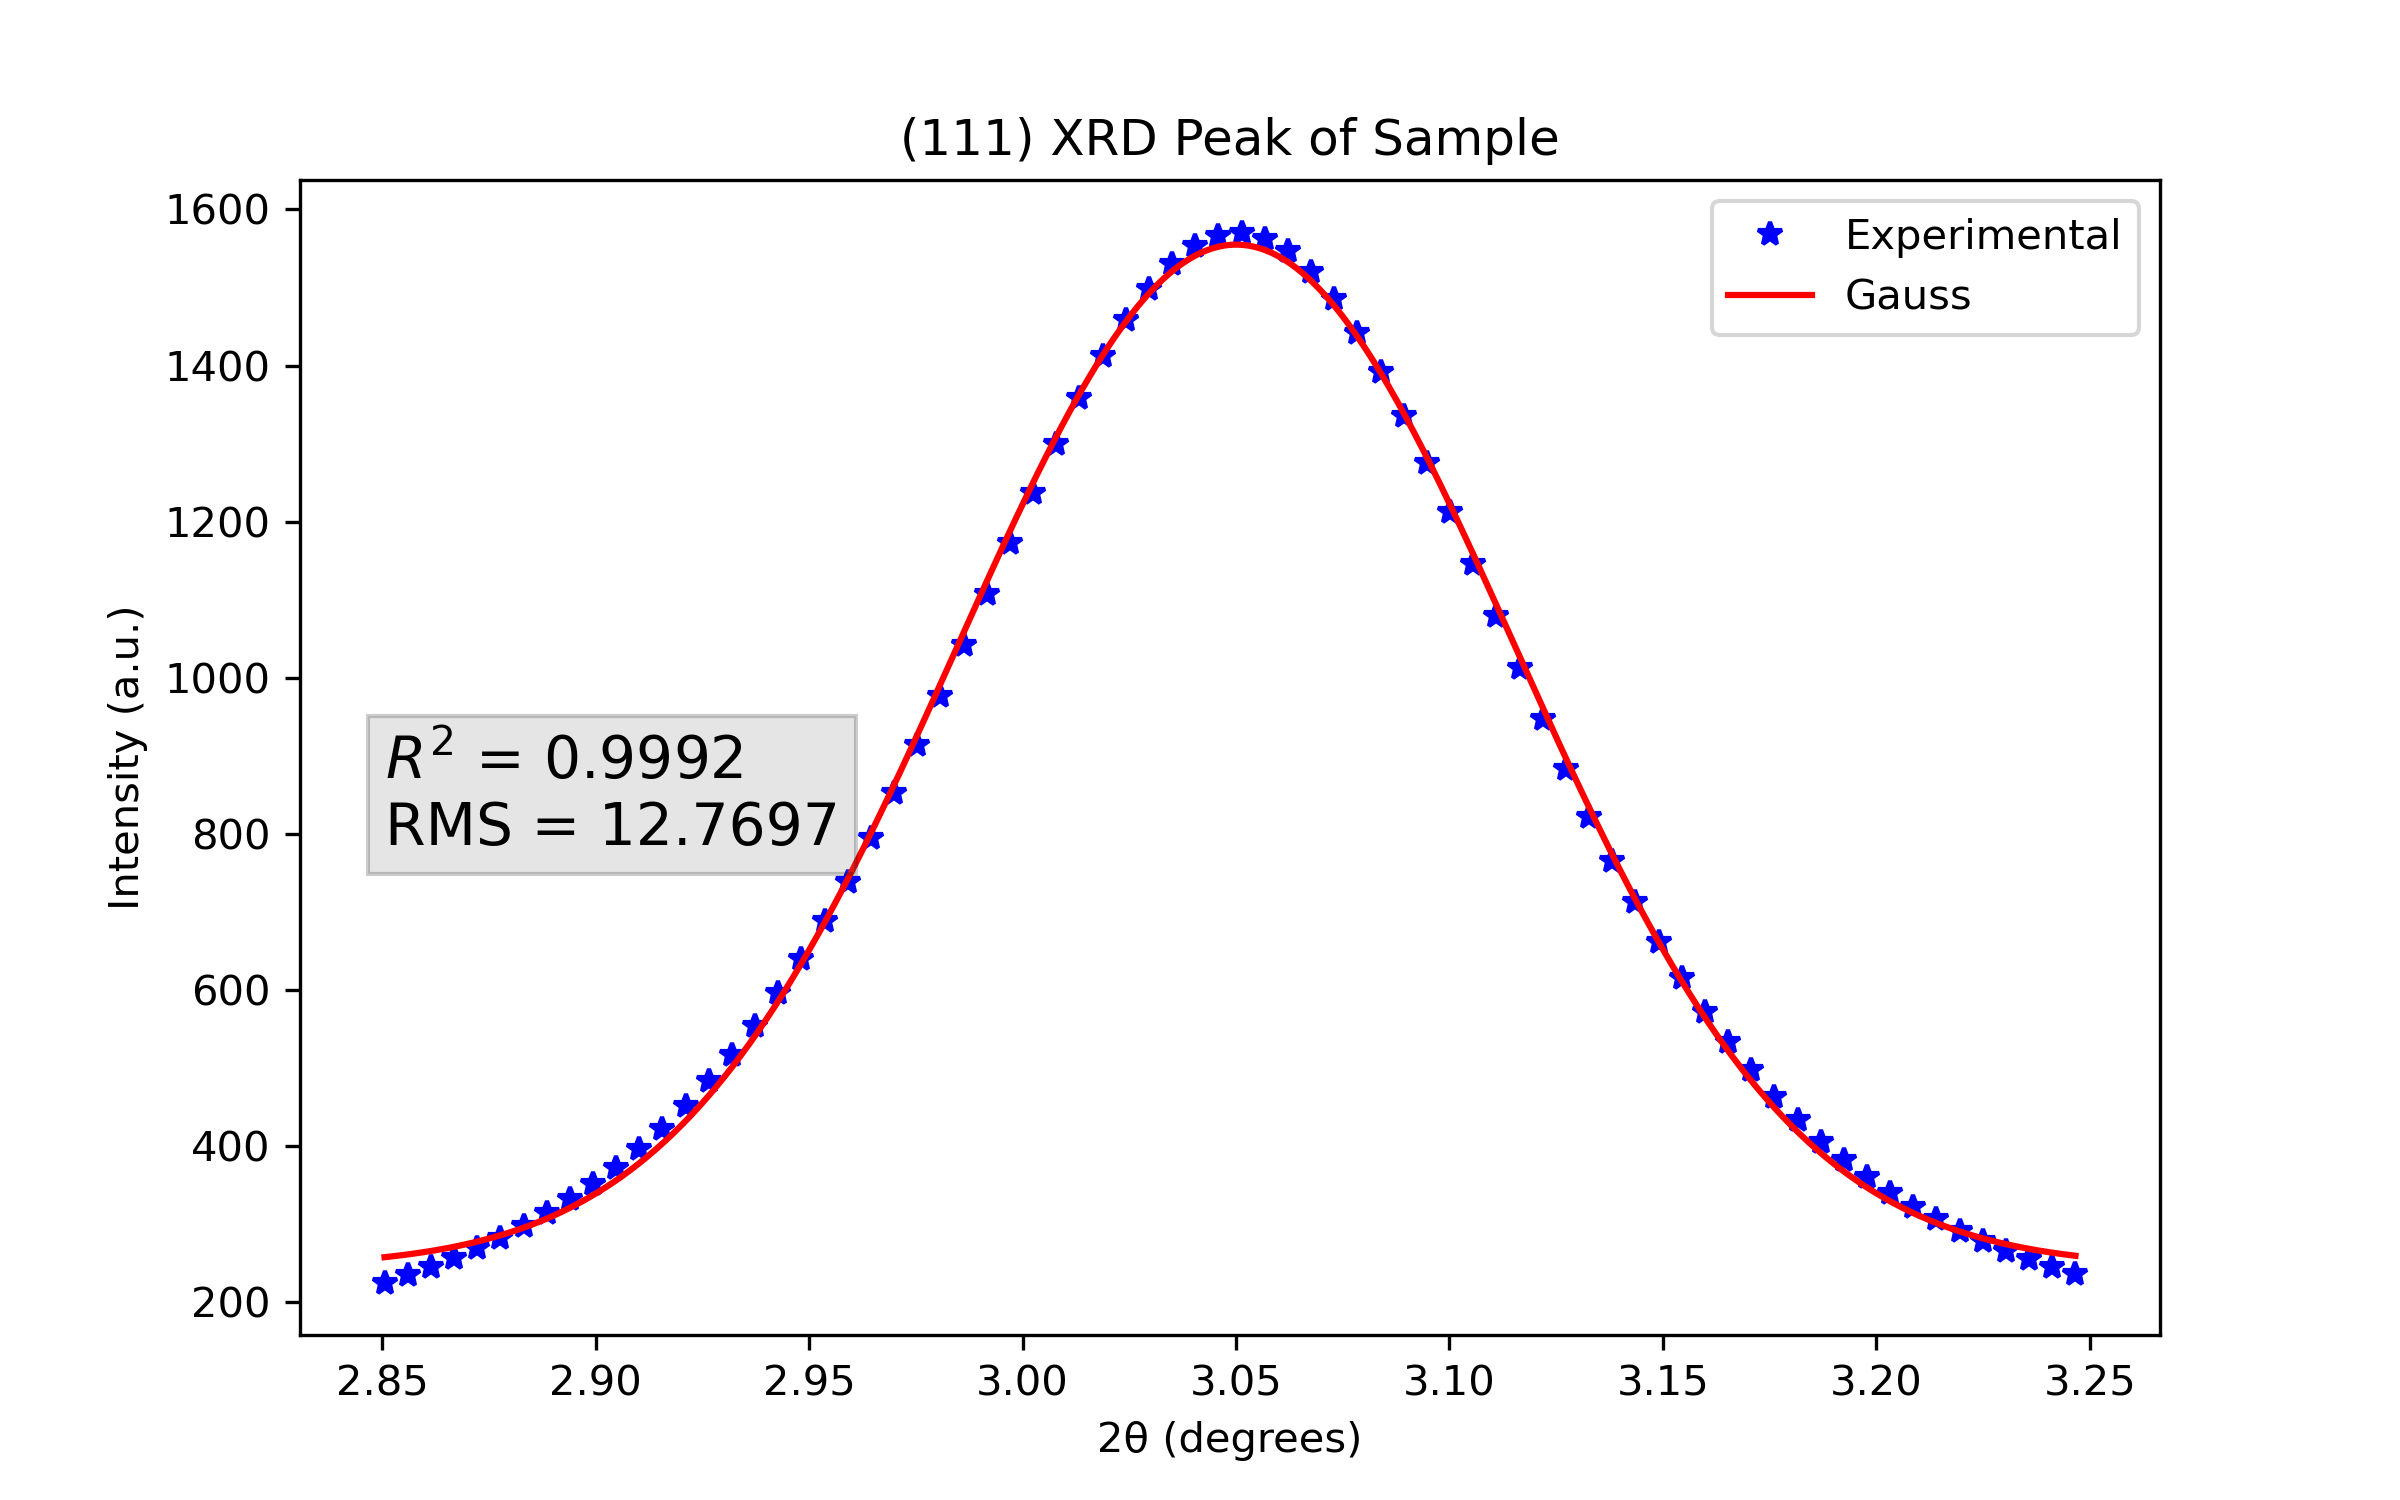 (111) XRD Peak of Sample
Experimental
Gauss
R² = 0.9992
RMS = 12.7697
Intensity (a.u.)
1600
1400
1200
1000
800
600
400
200
2.85 2.90 2.95 3.00 3.05 3.10 3.15 3.20 3.25
2θ (degrees)